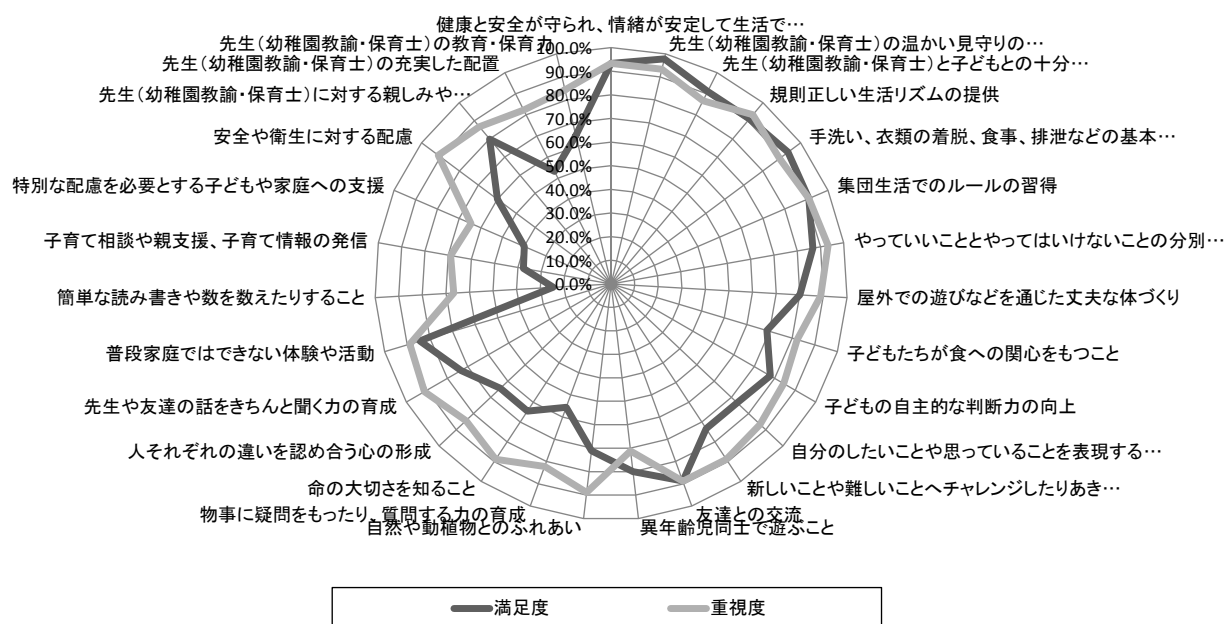 健康と安全が守られ、情緒が安定して生活で…
先生（幼稚園教諭・保育士）の温かい見守りの…
先生（幼稚園教諭・保育士）と子どもとの十分…
規則正しい生活リズムの提供
手洗い、衣類の着脱、食事、排泄などの基本…
集団生活でのルールの習得
やっていいこととやってはいけないことの分別…
屋外での遊びなどを通じた丈夫な体づくり
子どもたちが食への関心をもつこと
子どもの自主的な判断力の向上
自分のしたいことや思っていることを表現する…
新しいことや難しいことへチャレンジしたりあき…
友達との交流
異年齢児同士で遊ぶこと
自然や動植物とのふれあい
物事に疑問をもったり、質問する力の育成
命の大切さを知ること
人それぞれの違いを認め合う心の形成
先生や友達の話をきちんと聞く力の育成
普段家庭ではできない体験や活動
簡単な読み書きや数を数えたりすること
子育て相談や親支援、子育て情報の発信
特別な配慮を必要とする子どもや家庭への支援
安全や衛生に対する配慮
先生（幼稚園教諭・保育士）に対する親しみや…
先生（幼稚園教諭・保育士）の充実した配置
先生（幼稚園教諭・保育士）の教育・保育力
100.0%
90.0%
80.0%
70.0%
60.0%
50.0%
40.0%
30.0%
20.0%
10.0%
0.0%
満足度
重視度